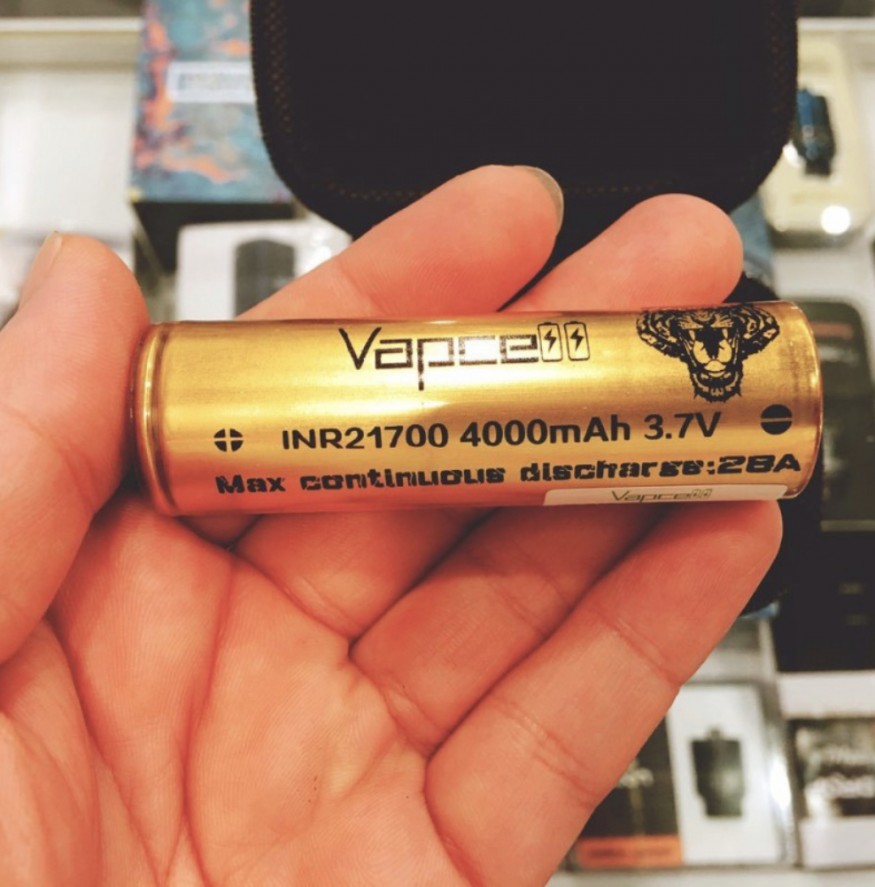 Vapcell
INR21700 4000mAh 3.7V
Max continuous discharge:28A
Vapcell